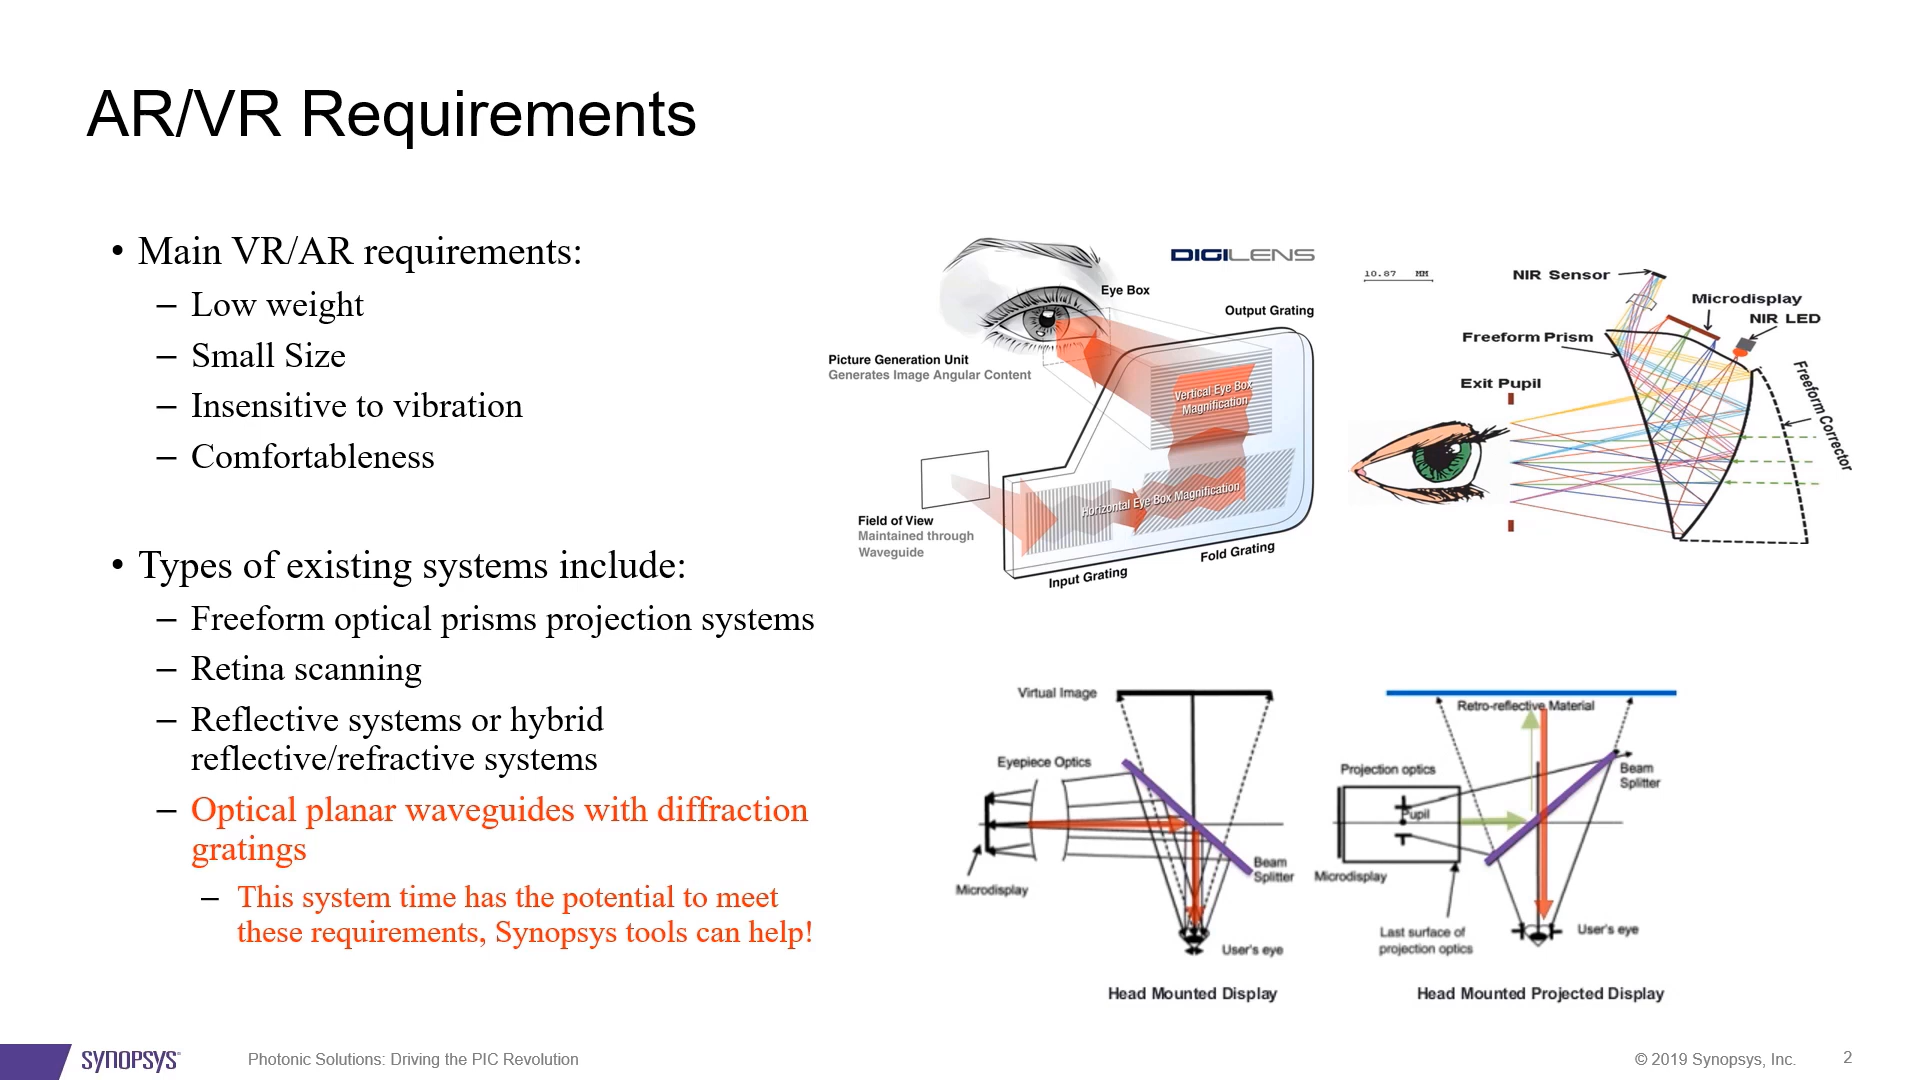 AR/VR Requirements
• Main VR/AR requirements:
– Low weight
– Small Size
– Insensitive to vibration
– Comfortableness
• Types of existing systems include:
– Freeform optical prisms projection systems
– Retina scanning
– Reflective systems or hybrid
reflective/refractive systems
– Optical planar waveguides with diffraction
gratings
– This system time has the potential to meet
these requirements, Synopsys tools can help!
DIGILENS
Eye Box
Output Grating
Picture Generation Unit
Generates Image Angular Content
Vertical Eye Box
Magnification
Horizontal Eye Box Magnification
Field of View
Maintained through
Waveguide
Fold Grating
Input Grating
10.87 MM
NIR Sensor
Microdisplay
NIR LED
Freeform Prism
Exit Pupil
Freeform Corrector
Virtual Image
Eyepiece Optics
Beam
Splitter
Microdisplay
User's eye
Head Mounted Display
Retro-reflective Material
Projection optics
Beam
Splitter
Pupil
Microdisplay
Last surface of
projection optics
User's eye
Head Mounted Projected Display
SYNOPSYS
Photonic Solutions: Driving the PIC Revolution
© 2019 Synopsys, Inc.
2